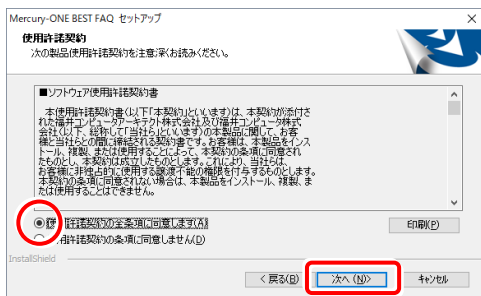 Mercury-ONE BEST FAQ セットアップ
使用許諾契約
次の製品使用許諾契約を注意深くお読みください。
■ソフトウェア使用許諾契約書
本使用許諾契約書(以下「本契約」といいます)は、本契約が添付さ
れた福井コンピュータアーキテクト株式会社及び福井コンピュータ株式
会社(以下、総称して「当社ら」といいます)の本製品に関して、お客
様と当社らとの間に締結される契約書です。お客様は、本製品をインス
トール、複製、または使用することによって、本契約の条項に同意され
たものとし、本契約は成立したものとします。これにより、当社らは、
お客様に非独占的に使用する譲渡不能の権限を付与するものとします。
本契約の条項に同意されない場合は、本製品をインストール、複製、ま
たは使用することはできません。
許諾契約の全条項に同意します(A)
用許諾契約の条項に同意しません(D)
印刷(P)
InstallShield
< 戻る(B)
次へ (N)>
キャンセル